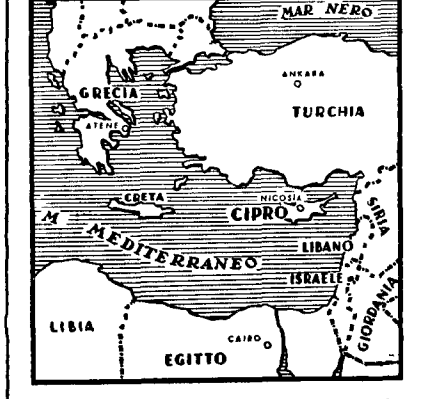 MAR NERO
ANKARA
GRECIA
TURCHIA
ATENE
CRETA
NICOSIA
CIPRO
SIRIA
M MEDITERRANEO
LIBANO
ISRAELE
GIORDANIA
LIBIA
CAIRO
EGITTO